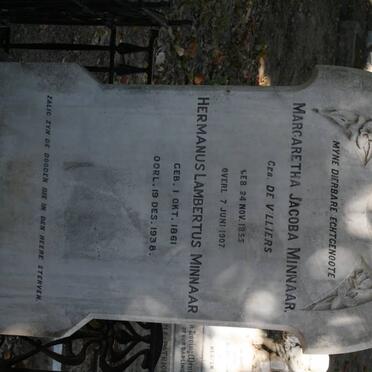 MYNE DIERBARE ECHTGENOOTE
MARGARETHA JACOBA MINNAAR.
GEB. DE VILLIERS
GEB 24 NOV. 1855
OVERL 7 JUNI 1907
HERMANUS LAMBERTUS MINNAAR
GEB. 1 OKT. 1861
OORL. 19 DES. 1938.
ZALIG ZYN DE DOODEN DIE IN DEN HEERE STERVEN.